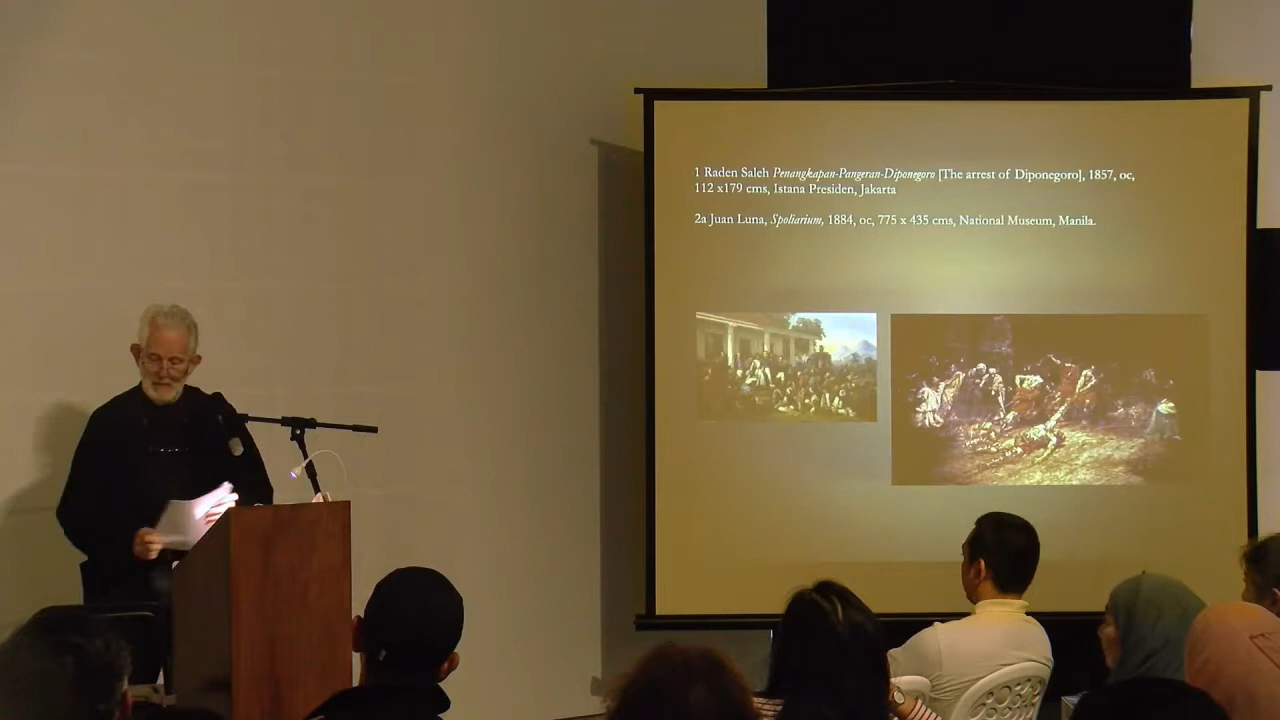 1 Raden Saleh Penangkapan-Pangeran-Diponegoro [The arrest of Diponegoro], 1857, oc,
112 x179 cms, Istana Presiden, Jakarta
2a Juan Luna, Spoliarium, 1884, oc, 775 x 435 cms, National Museum, Manila.